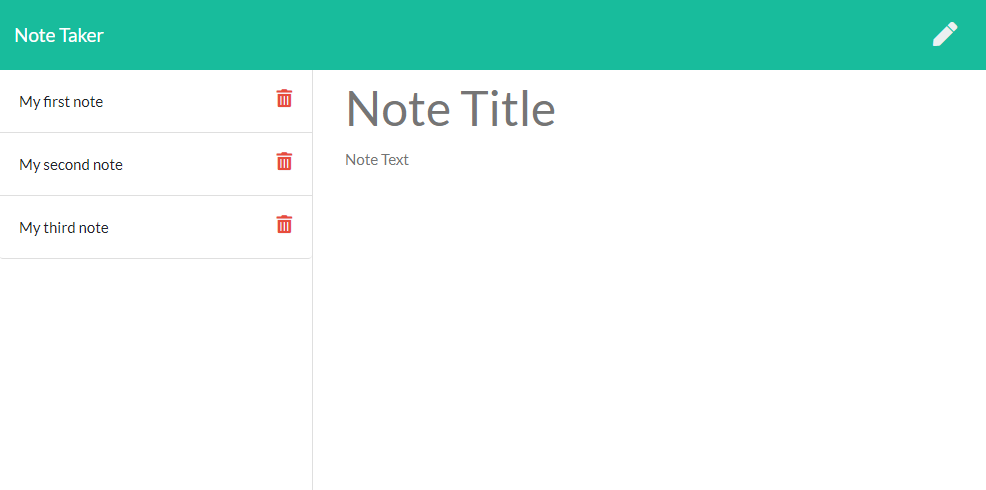 Note Taker
My first note
My second note
My third note
Note Title
Note Text